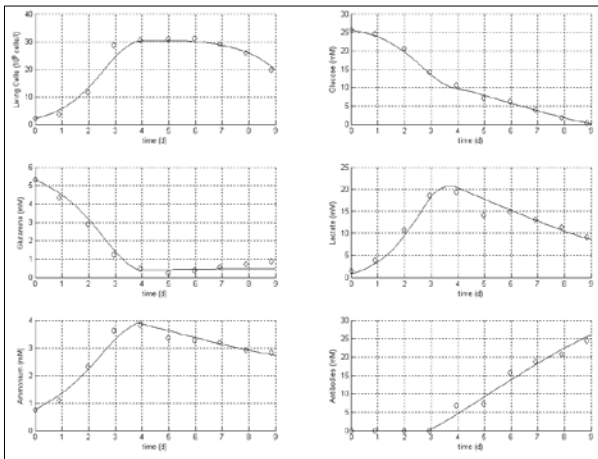 40
30
20
10
0
Living Cells (10⁹ cells/l)
0 1 2 3 4 5 6 7 8 9
time (d)
30
25
20
15
10
5
0
Glucose (mM)
0 1 2 3 4 5 6 7 8 9
time (d)
6
5
4
3
2
1
0
Glutamine (mM)
0 1 2 3 4 5 6 7 8 9
time (d)
25
20
15
10
5
0
Lactate (mM)
0 1 2 3 4 5 6 7 8 9
time (d)
4
3
2
1
0
Ammonium (mM)
0 1 2 3 4 5 6 7 8 9
time (d)
30
25
20
15
10
5
0
Antibodies (mM)
0 1 2 3 4 5 6 7 8 9
time (d)